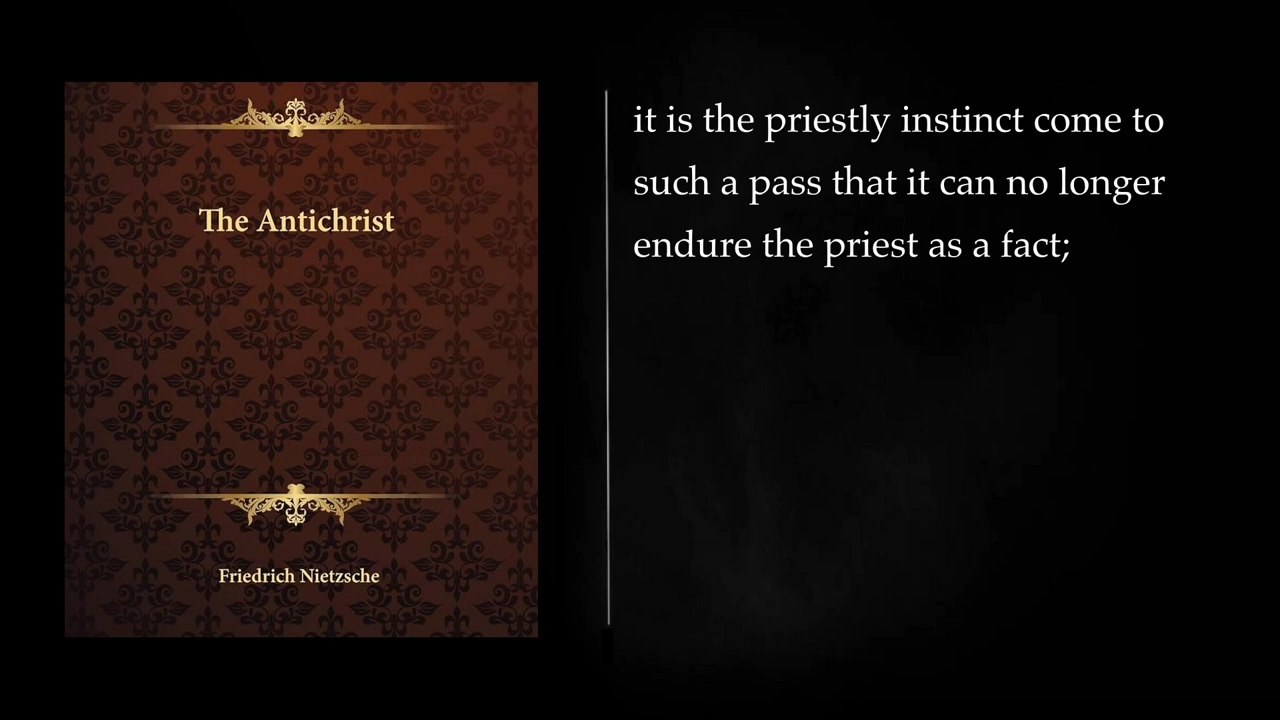 The Antichrist
Friedrich Nietzsche
it is the priestly instinct come to
such a pass that it can no longer
endure the priest as a fact;